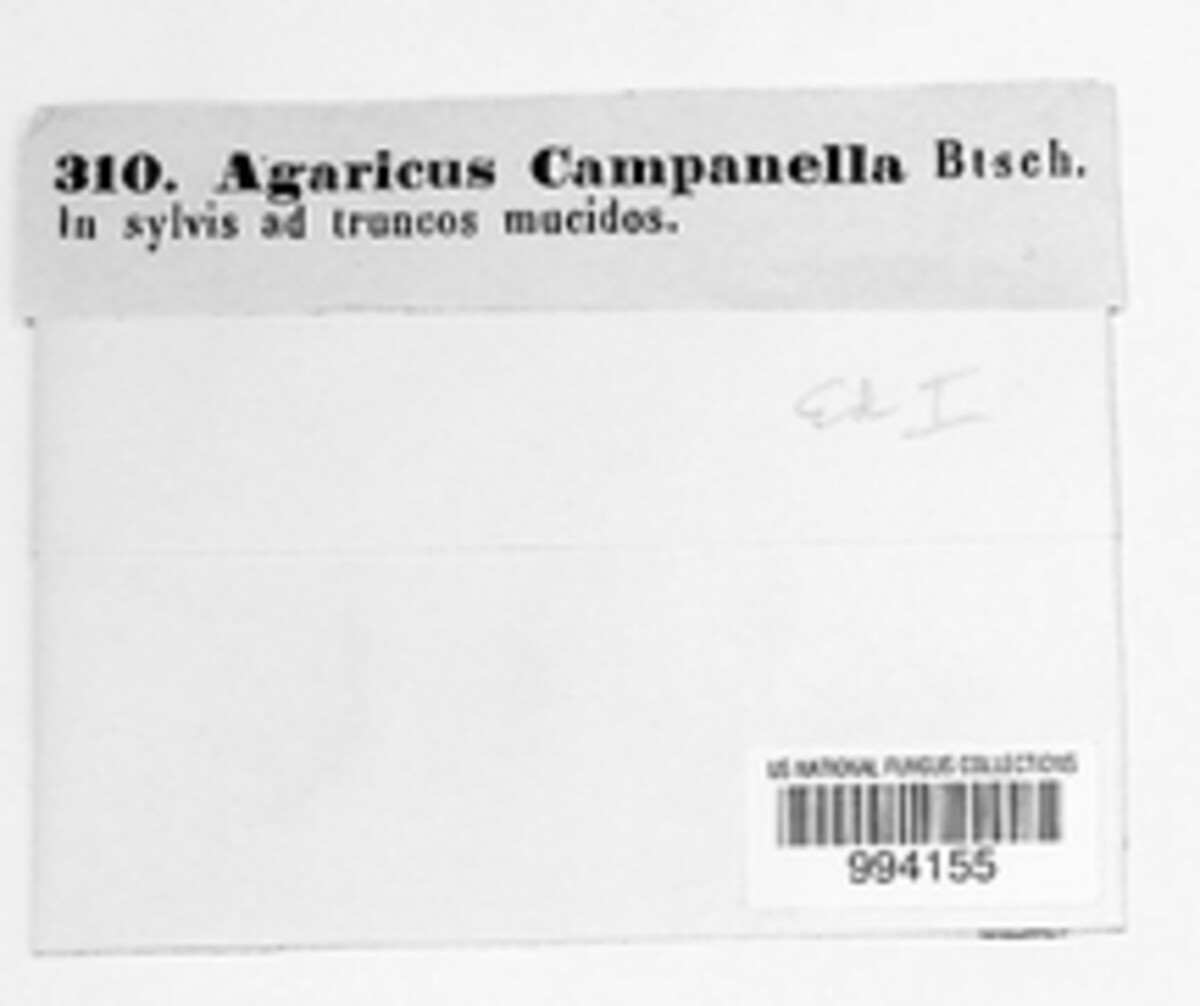 310. Agaricus Campanella Btsch.
In sylvis ad truncos mucidos.
Ed I
US NATIONAL FUNGUS COLLECTIONS
994155